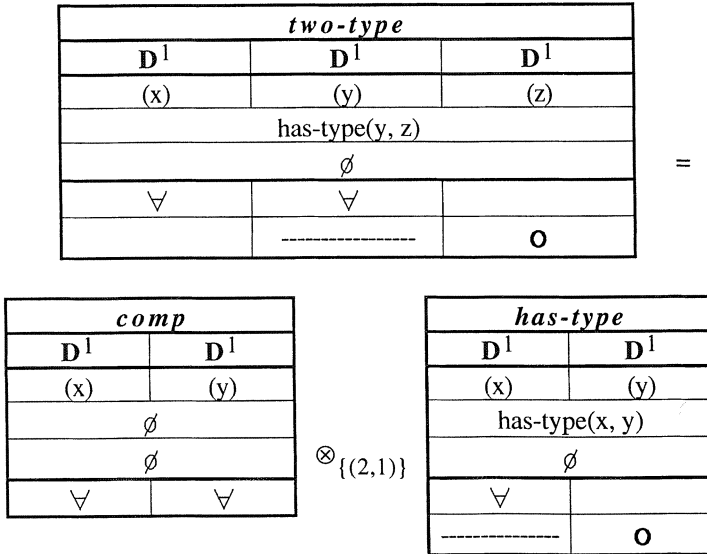 two-type
D¹ D¹ D¹
(x) (y) (z)
has-type(y, z)
∅
∀ ∀
----------------- O
=
comp
D¹ D¹
(x) (y)
∅
∅
∀ ∀
⊗{(2,1)}
has-type
D¹ D¹
(x) (y)
has-type(x, y)
∅
∀
--------------- O